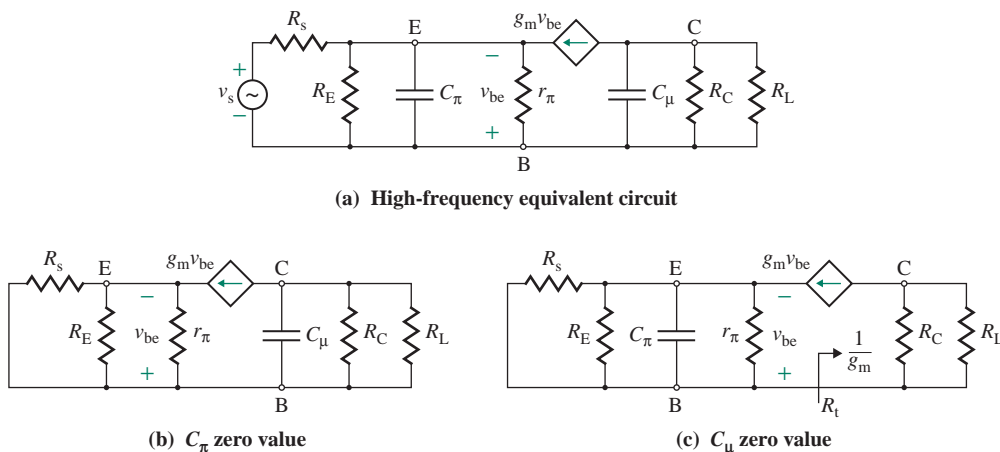 R_s
E
g_m v_be
C
+
v_s
~
−
R_E
C_π
−
v_be
+
r_π
C_μ
R_C
R_L
B
(a) High-frequency equivalent circuit
R_s
E
g_m v_be
C
−
R_E
v_be
r_π
C_μ
R_C
R_L
+
B
(b) C_π zero value
R_s
E
g_m v_be
C
−
R_E
C_π
r_π
v_be
1/g_m
R_C
R_L
+
R_t
B
(c) C_μ zero value